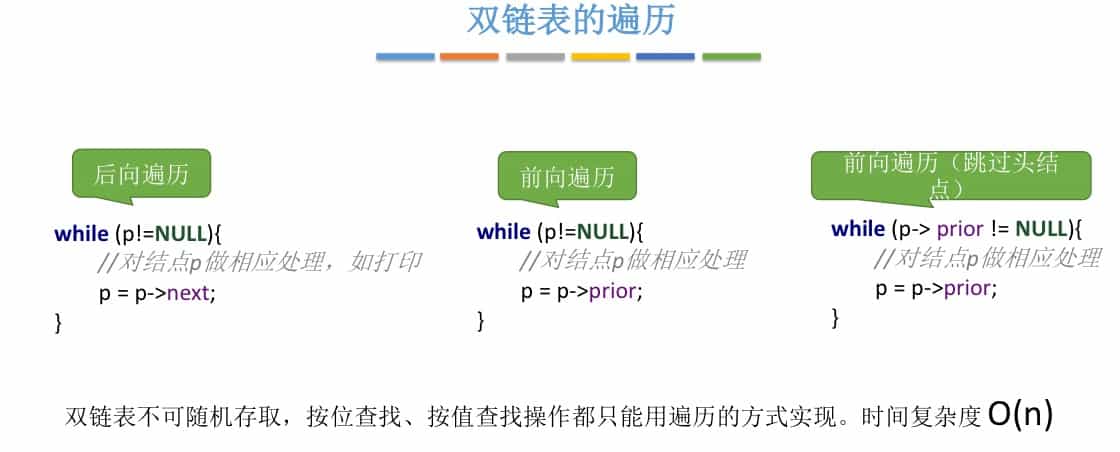 双链表的遍历
后向遍历
while (p!=NULL){
//对结点p做相应处理，如打印
p = p->next;
}
前向遍历
while (p!=NULL){
//对结点p做相应处理
p = p->prior;
}
前向遍历（跳过头结
点）
while (p-> prior != NULL){
//对结点p做相应处理
p = p->prior;
}
双链表不可随机存取，按位查找、按值查找操作都只能用遍历的方式实现。时间复杂度 O(n)